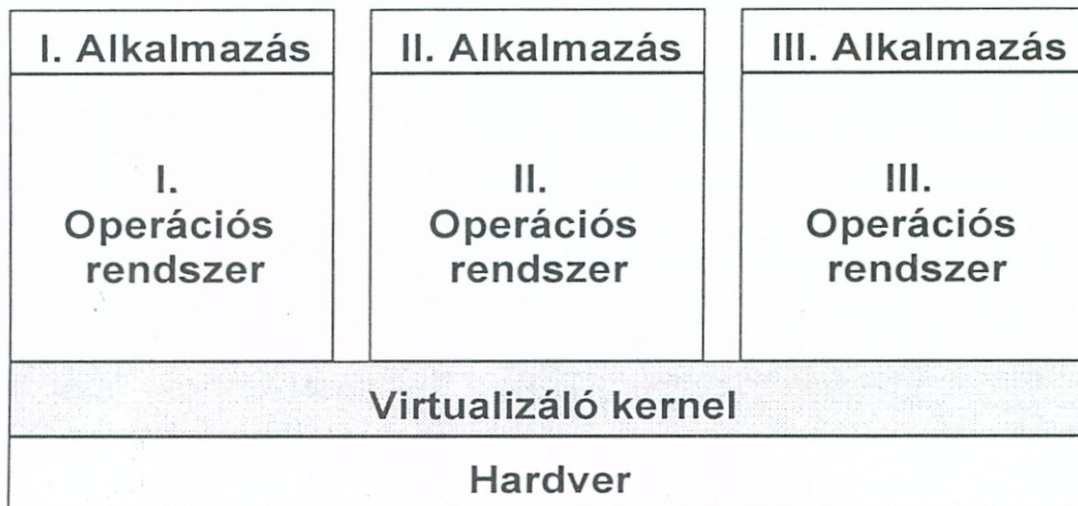 I. Alkalmazás
II. Alkalmazás
III. Alkalmazás
I.
Operációs
rendszer
II.
Operációs
rendszer
III.
Operációs
rendszer
Virtualizáló kernel
Hardver